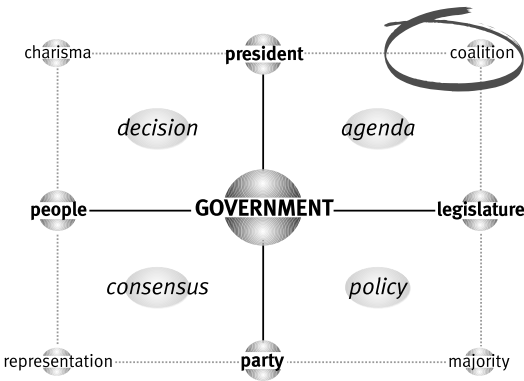 charisma president coalition
decision agenda
people GOVERNMENT legislature
consensus policy
representation party majority